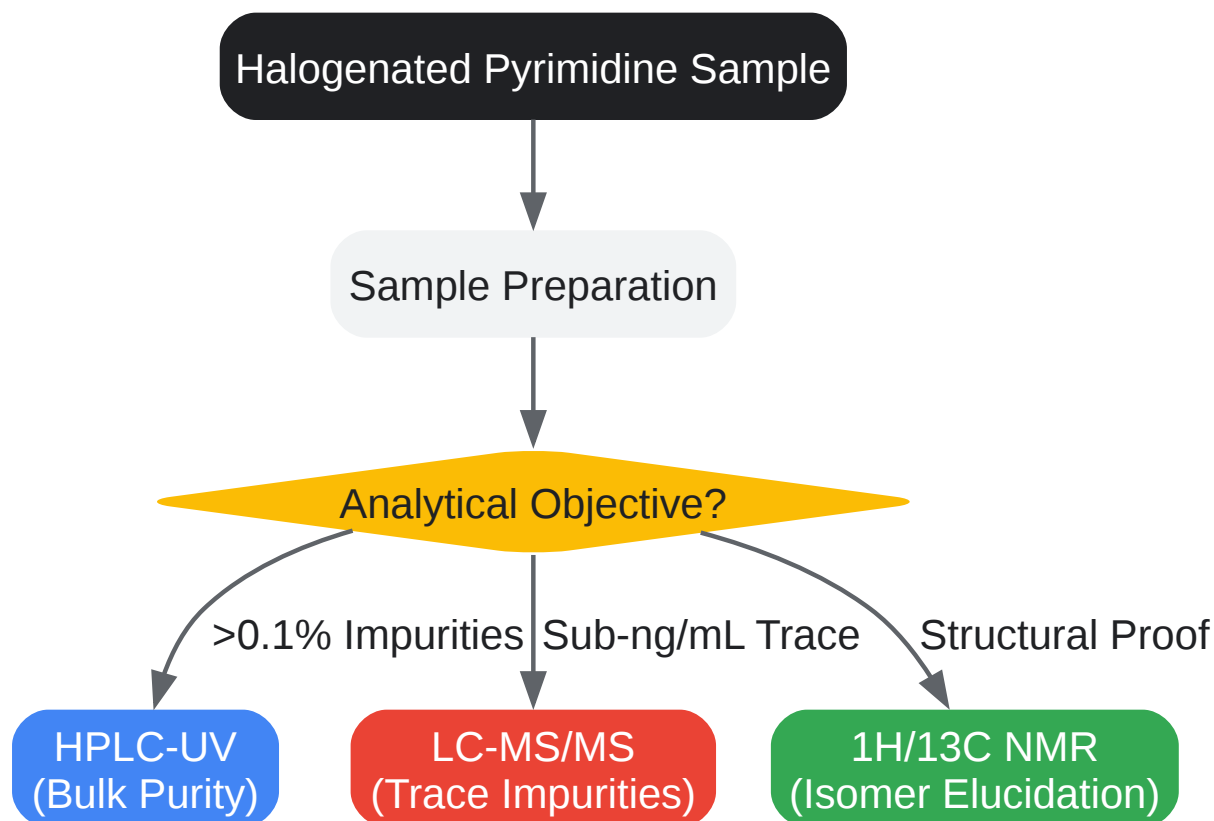 Halogenated Pyrimidine Sample
Sample Preparation
Analytical Objective?
>0.1% Impurities
Sub-ng/mL Trace
Structural Proof
HPLC-UV
(Bulk Purity)
LC-MS/MS
(Trace Impurities)
1H/13C NMR
(Isomer Elucidation)